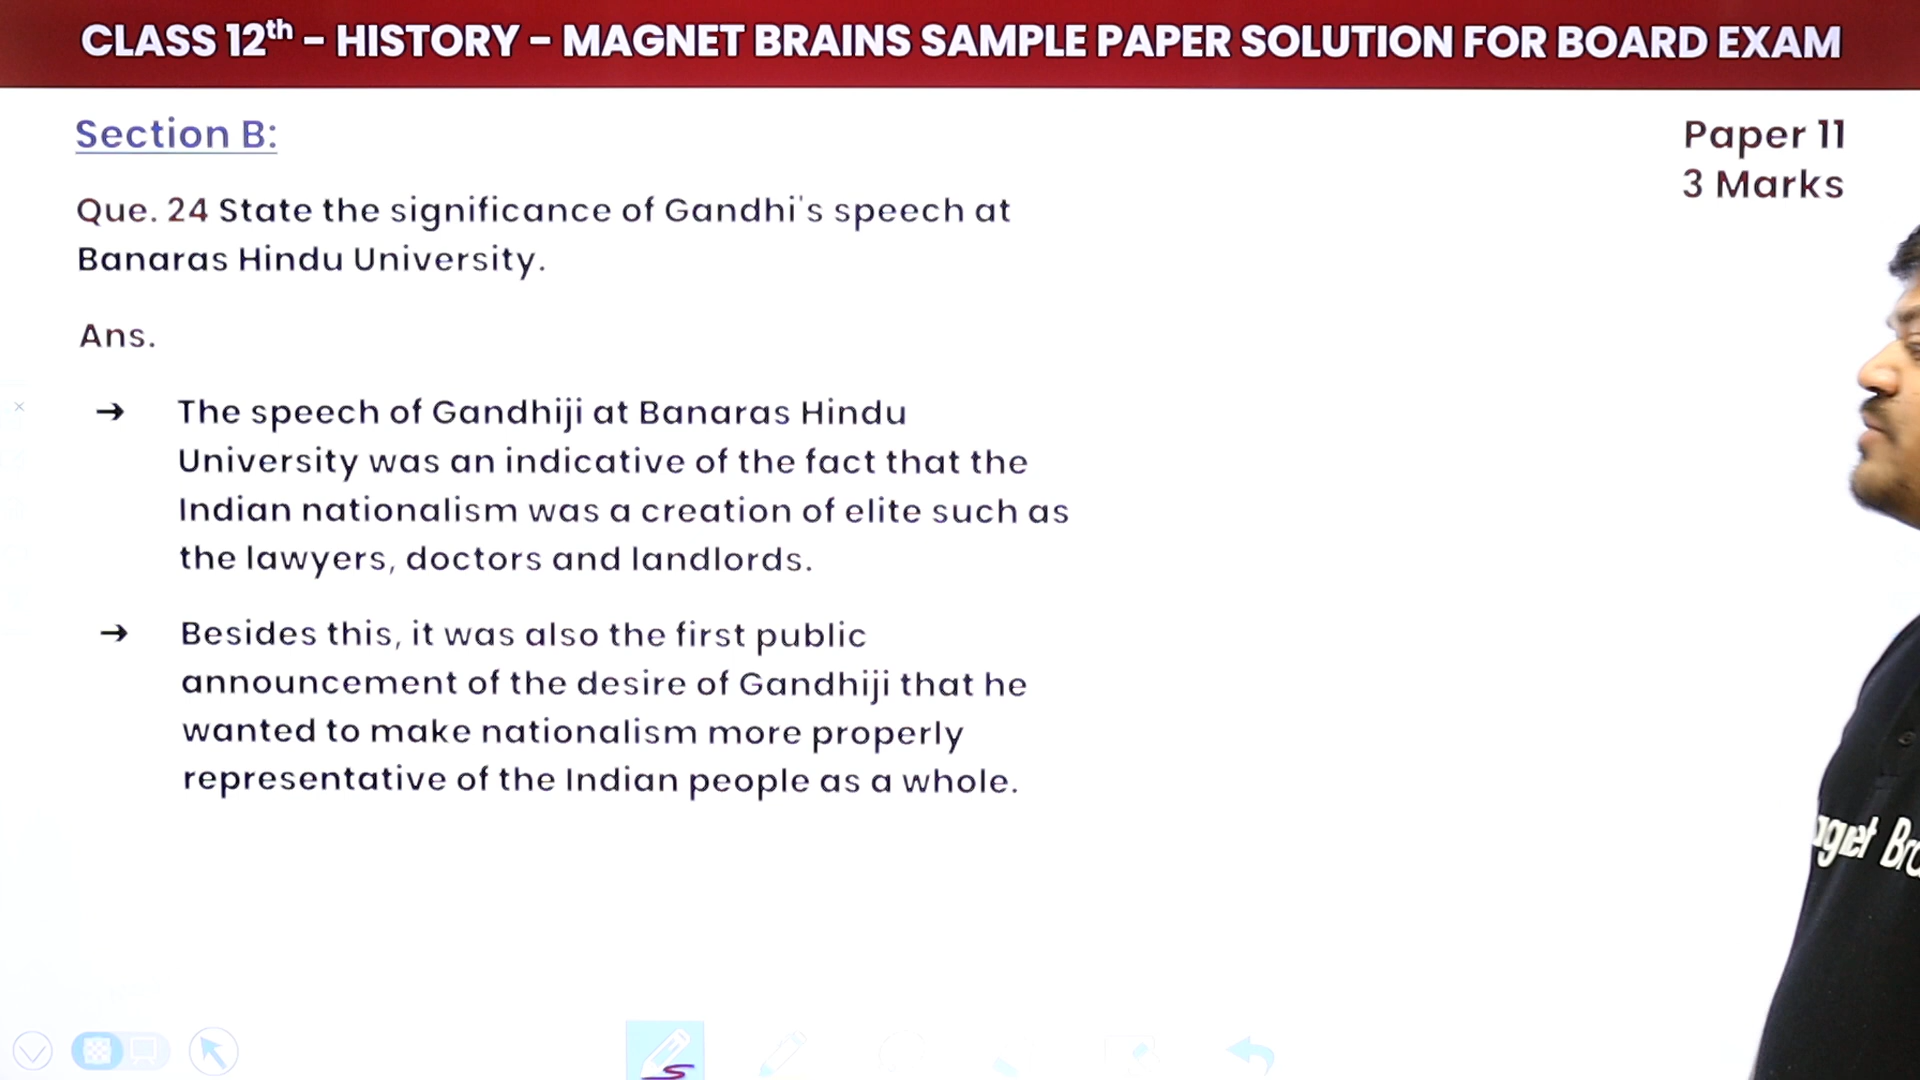 CLASS 12th - HISTORY - MAGNET BRAINS SAMPLE PAPER SOLUTION FOR BOARD EXAM
Section B:
Paper 11
3 Marks
Que. 24 State the significance of Gandhi's speech at
Banaras Hindu University.
Ans.
→ The speech of Gandhiji at Banaras Hindu
University was an indicative of the fact that the
Indian nationalism was a creation of elite such as
the lawyers, doctors and landlords.
→ Besides this, it was also the first public
announcement of the desire of Gandhiji that he
wanted to make nationalism more properly
representative of the Indian people as a whole.
agnet Bra